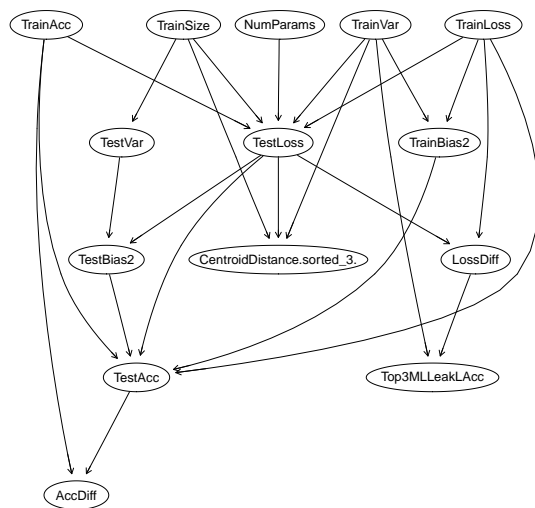 TrainAcc
TrainSize
NumParams
TrainVar
TrainLoss
TestVar
TestLoss
TrainBias2
TestBias2
CentroidDistance.sorted_3.
LossDiff
TestAcc
Top3MLLeakLAcc
AccDiff